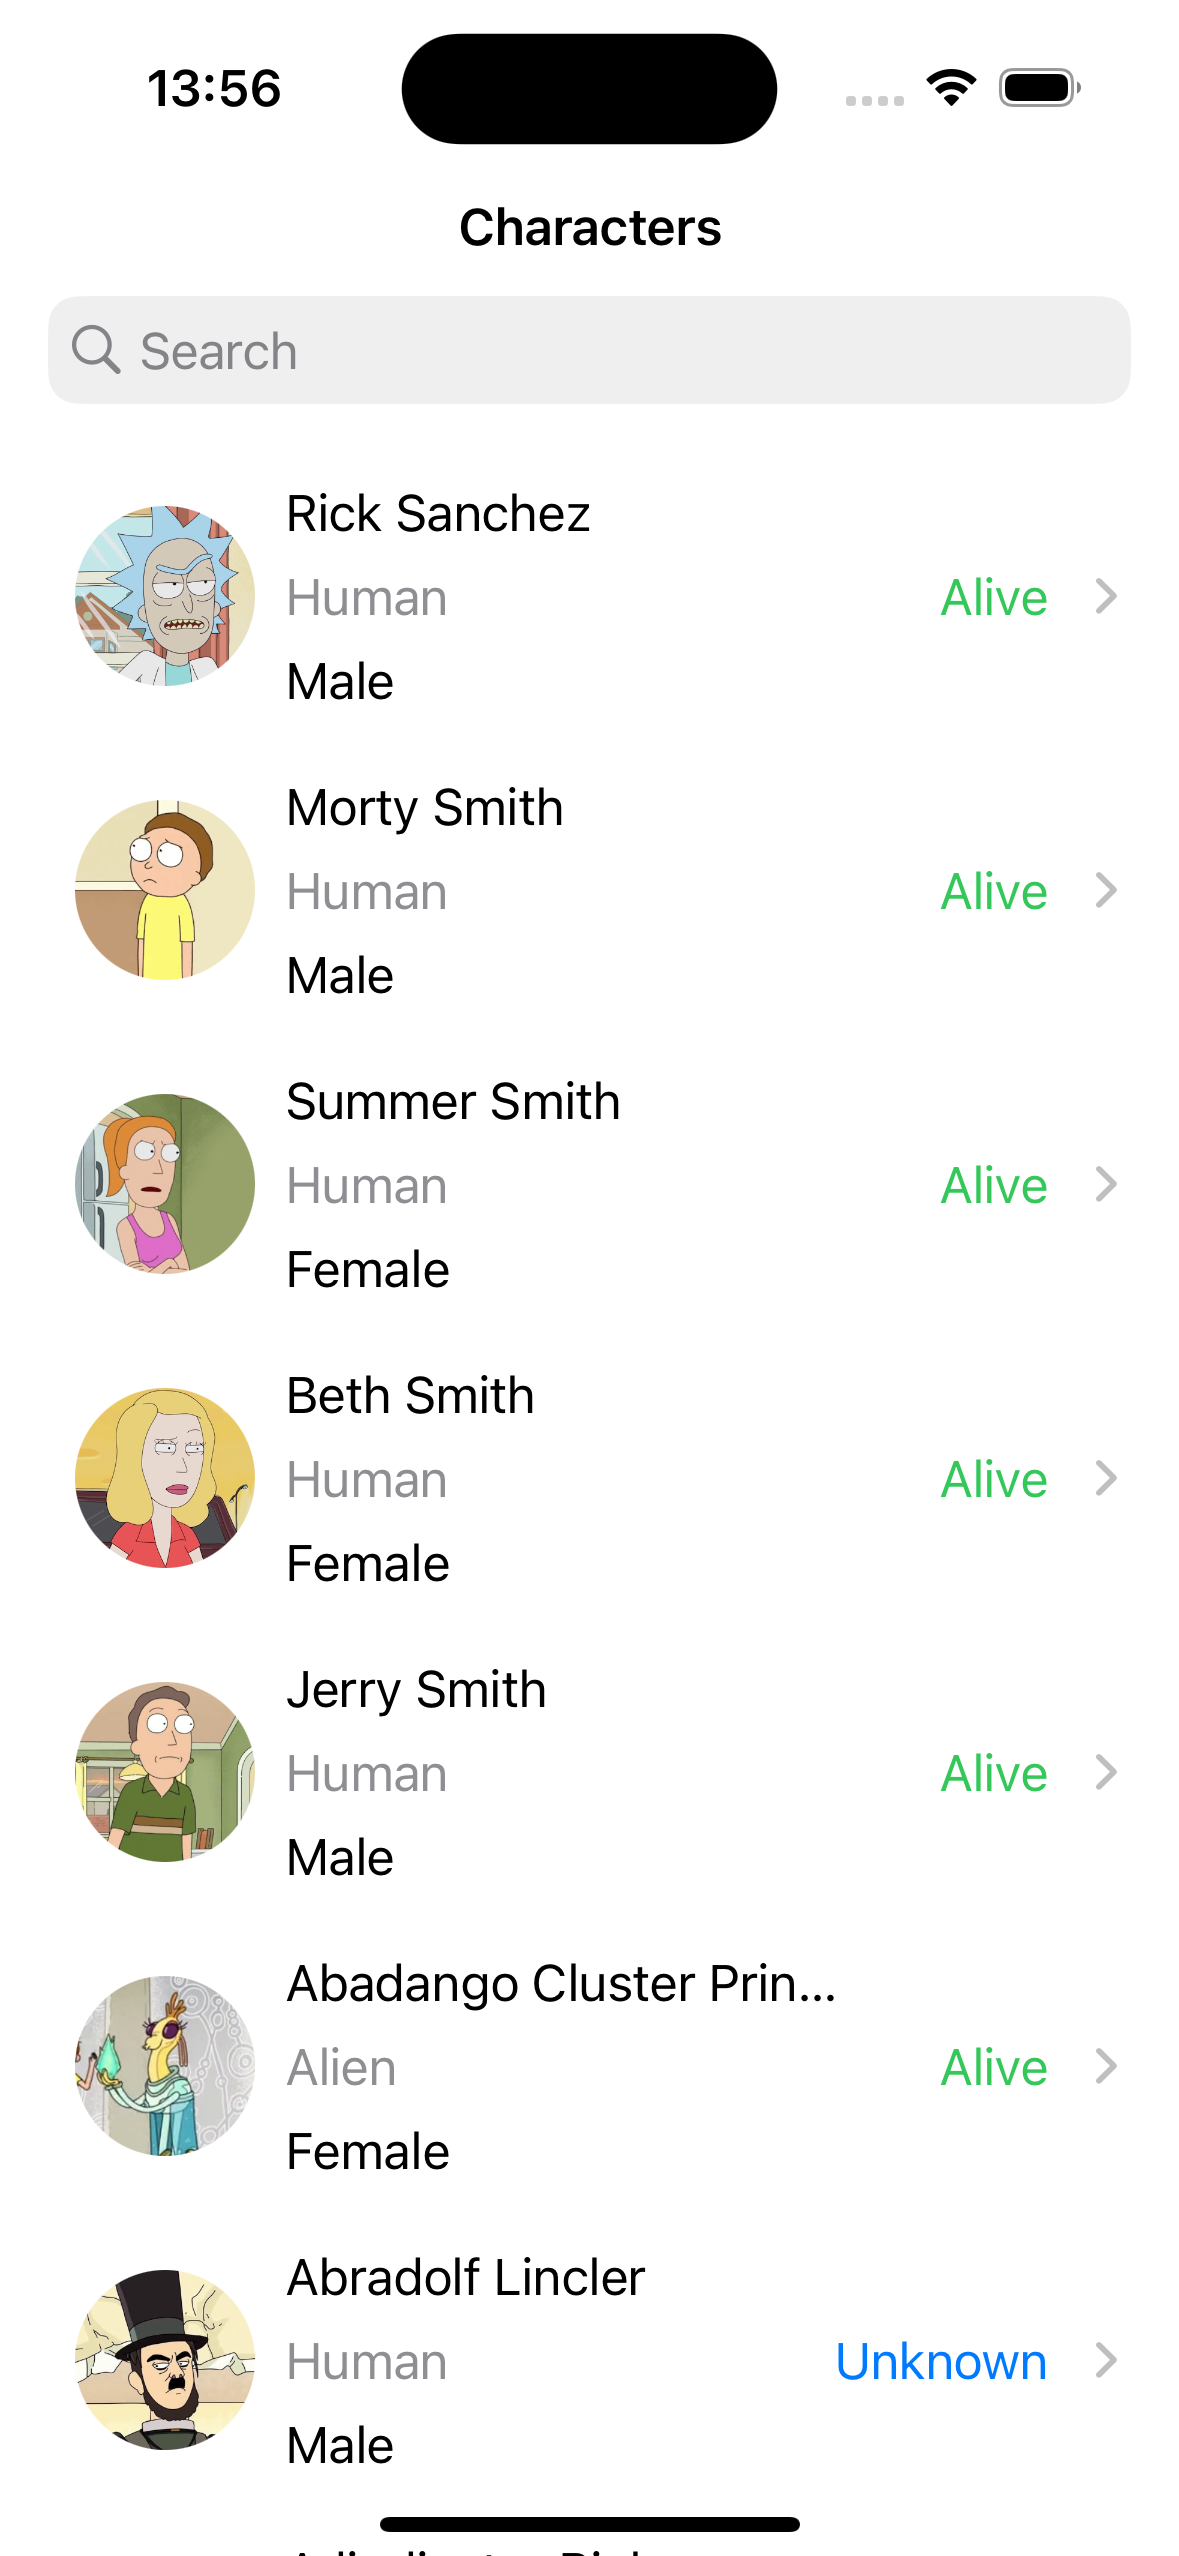 13:56
Characters
Search
Rick Sanchez
Human
Alive
Male
Morty Smith
Human
Alive
Male
Summer Smith
Human
Alive
Female
Beth Smith
Human
Alive
Female
Jerry Smith
Human
Alive
Male
Abadango Cluster Prin...
Alien
Alive
Female
Abradolf Lincler
Human
Unknown
Male